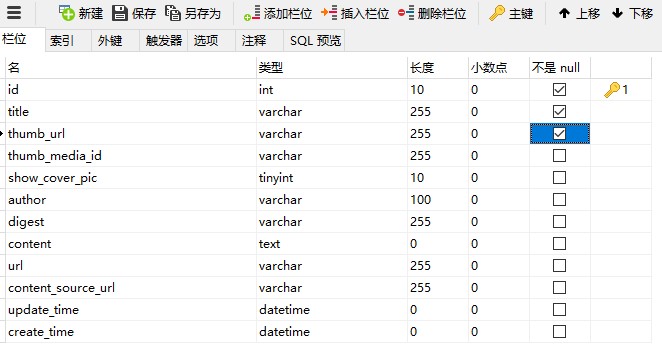 新建 保存 另存为 添加栏位 插入栏位 删除栏位 主键 上移 下移
栏位 索引 外键 触发器 选项 注释 SQL 预览
名 类型 长度 小数点 不是 null
id int 10 0 1
title varchar 255 0
thumb_url varchar 255 0
thumb_media_id varchar 255 0
show_cover_pic tinyint 10 0
author varchar 100 0
digest varchar 255 0
content text 0 0
url varchar 255 0
content_source_url varchar 255 0
update_time datetime 0 0
create_time datetime 0 0